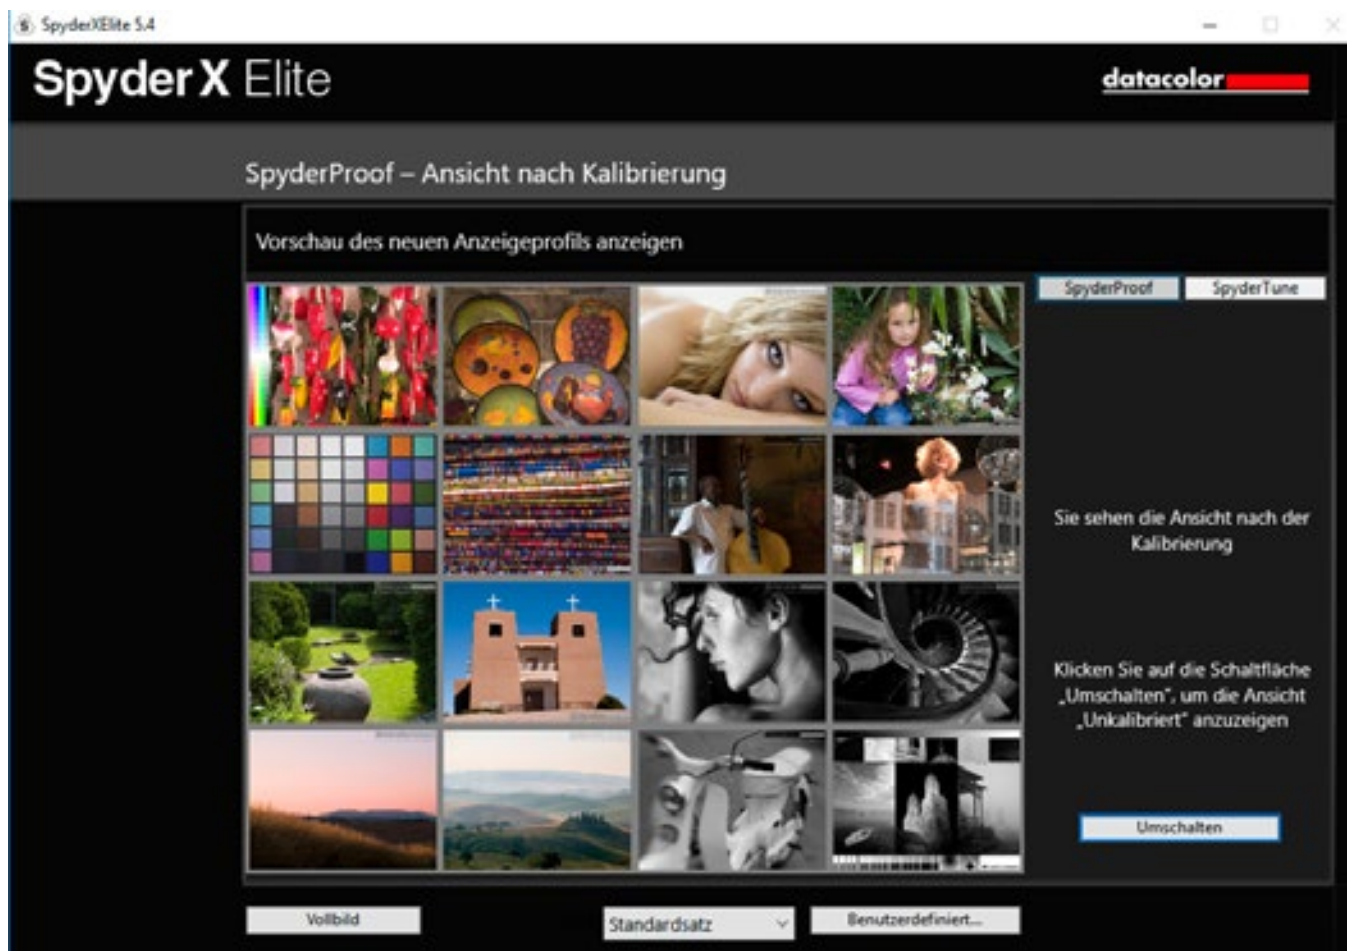 SpyderXElite 5.4
Spyder X Elite
datacolor
SpyderProof – Ansicht nach Kalibrierung
Vorschau des neuen Anzeigeprofils anzeigen
SpyderProof
SpyderTune
Sie sehen die Ansicht nach der
Kalibrierung
Klicken Sie auf die Schaltfläche
„Umschalten“, um die Ansicht
„Unkalibriert“ anzuzeigen
Umschalten
Vollbild
Standardsatz
Benutzerdefiniert...